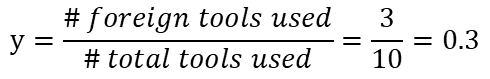 y = # foreign tools used / # total tools used = 3 / 10 = 0.3